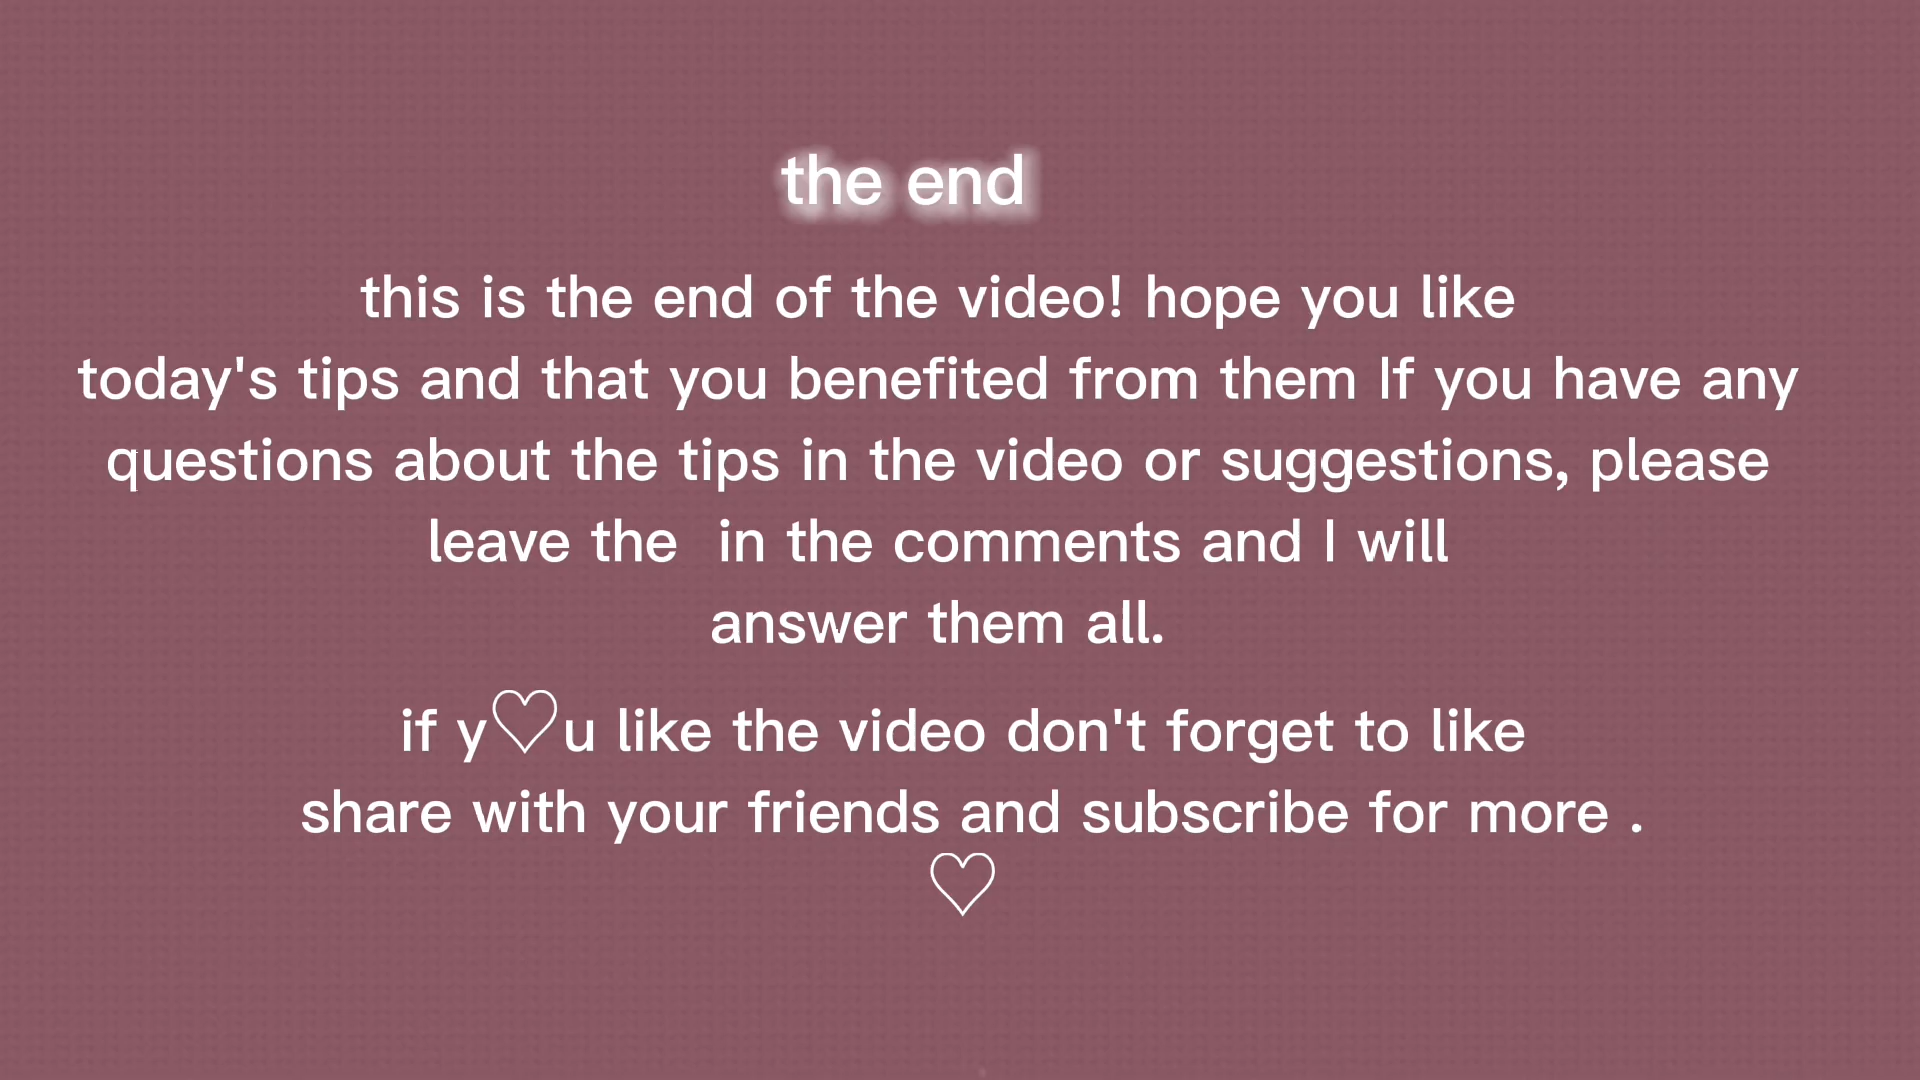 the end
this is the end of the video! hope you like
today's tips and that you benefited from them If you have any
questions about the tips in the video or suggestions, please
leave the  in the comments and I will
answer them all.
if y♡u like the video don't forget to like
share with your friends and subscribe for more .
♡